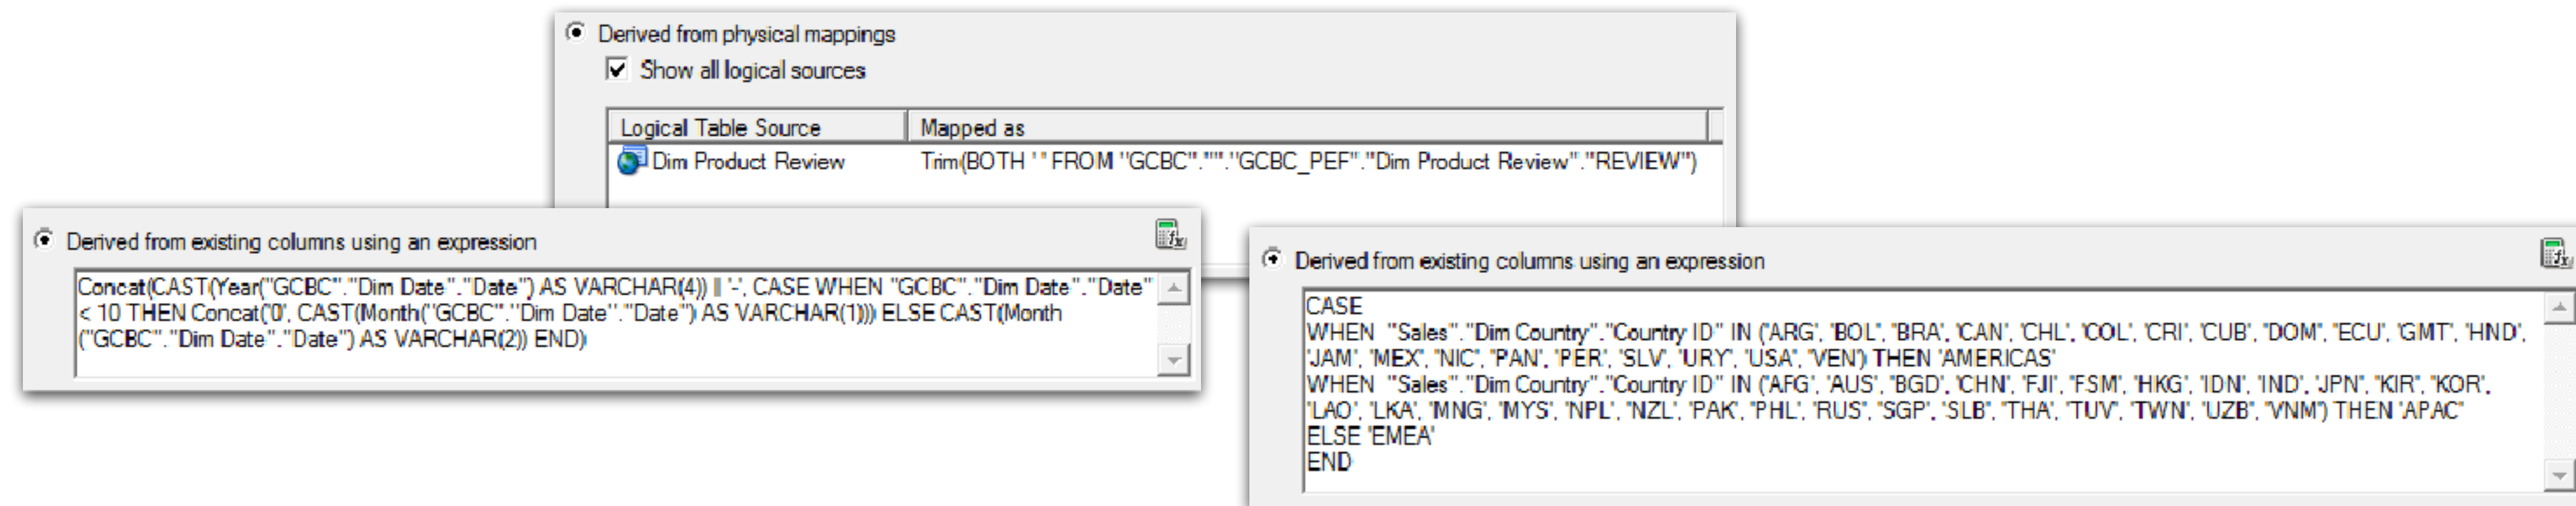 Derived from physical mappings
Show all logical sources
Logical Table Source Mapped as
Dim Product Review Trim(BOTH ' ' FROM "GCBC".""."GCBC_PEF"."Dim Product Review"."REVIEW")
Derived from existing columns using an expression
Concat(CAST(Year("GCBC"."Dim Date"."Date") AS VARCHAR(4)) || '-', CASE WHEN "GCBC"."Dim Date"."Date"
< 10 THEN Concat('0', CAST(Month("GCBC"."Dim Date"."Date") AS VARCHAR(1))) ELSE CAST(Month
("GCBC"."Dim Date"."Date") AS VARCHAR(2)) END)
Derived from existing columns using an expression
CASE
WHEN "Sales"."Dim Country"."Country ID" IN ('ARG', 'BOL', 'BRA', 'CAN', 'CHL', 'COL', 'CRI', 'CUB', 'DOM', 'ECU', 'GMT', 'HND',
'JAM', 'MEX', 'NIC', 'PAN', 'PER', 'SLV', 'URY', 'USA', 'VEN') THEN 'AMERICAS'
WHEN "Sales"."Dim Country"."Country ID" IN ('AFG', 'AUS', 'BGD', 'CHN', 'FJI', 'FSM', 'HKG', 'IDN', 'IND', 'JPN', 'KIR', 'KOR',
'LAO', 'LKA', 'MNG', 'MYS', 'NPL', 'NZL', 'PAK', 'PHL', 'RUS', 'SGP', 'SLB', 'THA', 'TUV', 'TWN', 'UZB', 'VNM') THEN 'APAC'
ELSE 'EMEA'
END